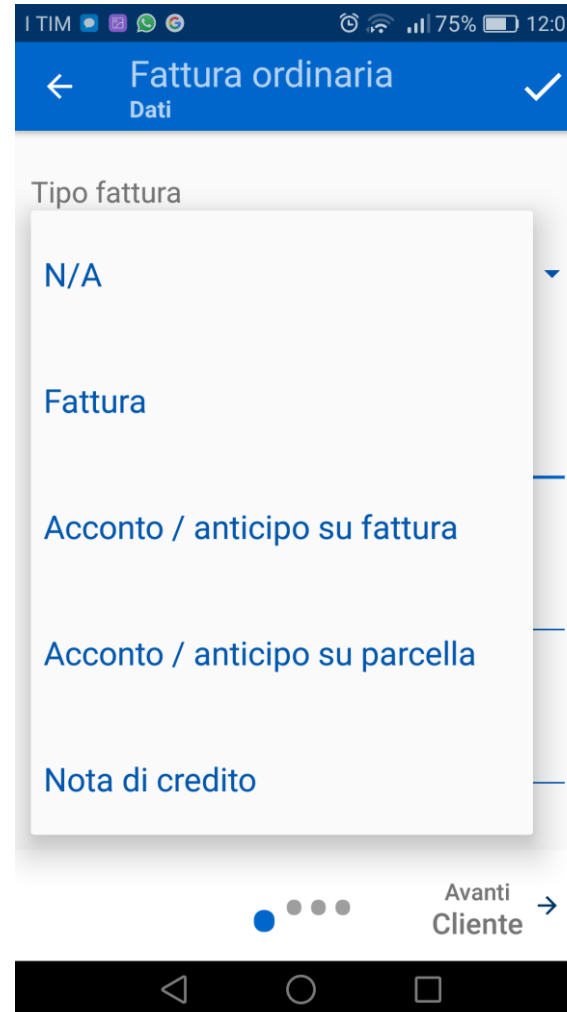 I TIM 75% 12:0
Fattura ordinaria
Dati
Tipo fattura
N/A
Fattura
Acconto / anticipo su fattura
Acconto / anticipo su parcella
Nota di credito
Avanti
Cliente